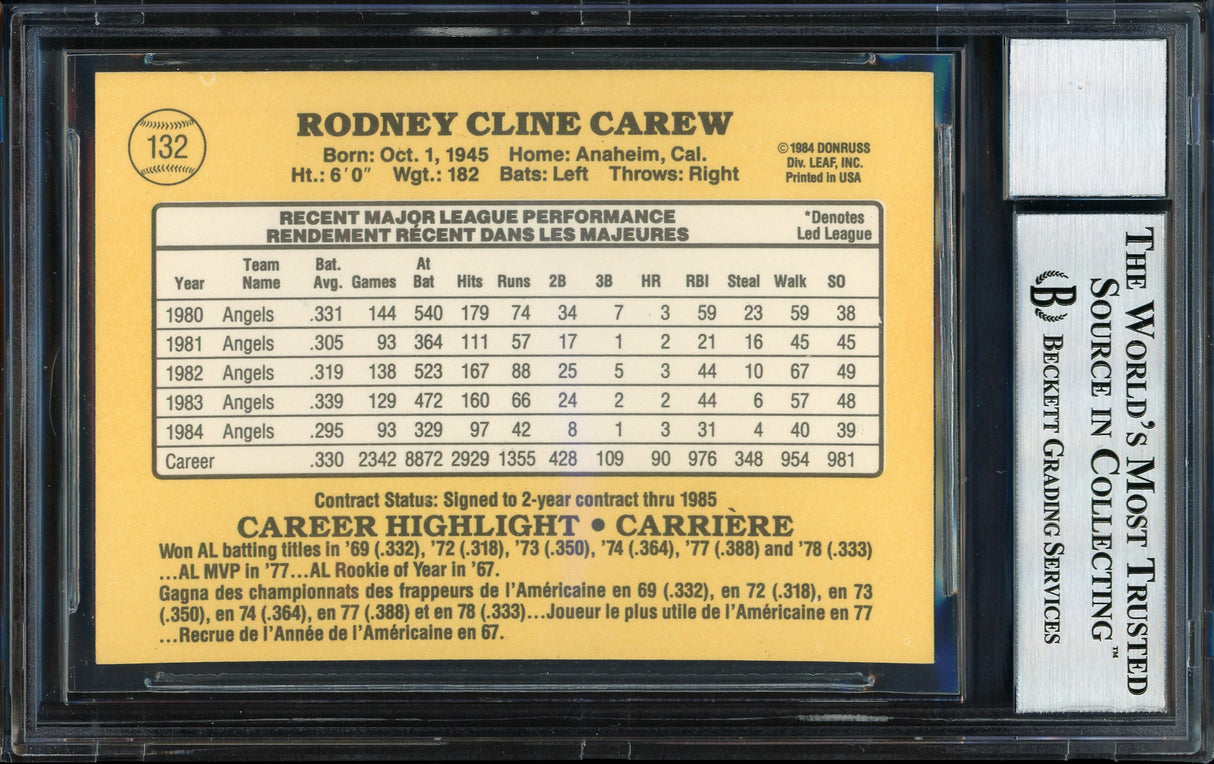 132
RODNEY CLINE CAREW
Born: Oct. 1, 1945 Home: Anaheim, Cal.
Ht.: 6'0" Wgt.: 182 Bats: Left Throws: Right
©1984 DONRUSS
Div. LEAF, INC.
Printed in USA
RECENT MAJOR LEAGUE PERFORMANCE
RENDEMENT RÉCENT DANS LES MAJEURES
*Denotes
Led League
Year Team Name Bat. Avg. Games At Bat Hits Runs 2B 3B HR RBI Steal Walk SO
1980 Angels .331 144 540 179 74 34 7 3 59 23 59 38
1981 Angels .305 93 364 111 57 17 1 2 21 16 45 45
1982 Angels .319 138 523 167 88 25 5 3 44 10 67 49
1983 Angels .339 129 472 160 66 24 2 2 44 6 57 48
1984 Angels .295 93 329 97 42 8 1 3 31 4 40 39
Career .330 2342 8872 2929 1355 428 109 90 976 348 954 981
Contract Status: Signed to 2-year contract thru 1985
CAREER HIGHLIGHT • CARRIÈRE
Won AL batting titles in '69 (.332), '72 (.318), '73 (.350), '74 (.364), '77 (.388) and '78 (.333)
...AL MVP in '77...AL Rookie of Year in '67.
Gagna des championnats des frappeurs de l'Américaine en 69 (.332), en 72 (.318), en 73
(.350), en 74 (.364), en 77 (.388) et en 78 (.333)...Joueur le plus utile de l'Américaine en 77
...Recrue de l'Année de l'Américaine en 67.
THE WORLD'S MOST TRUSTED
SOURCE IN COLLECTING™
B BECKETT GRADING SERVICES